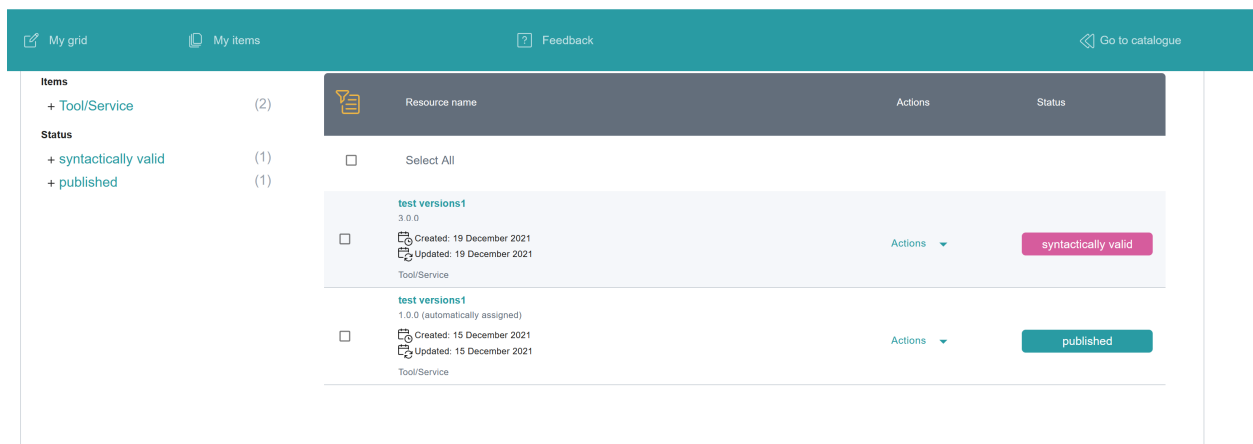 My grid
My items
? Feedback
Go to catalogue
Items
+ Tool/Service (2)
Status
+ syntactically valid (1)
+ published (1)
Resource name Actions Status
Select All
test versions1
3.0.0
Created: 19 December 2021
Updated: 19 December 2021
Tool/Service
Actions
syntactically valid
test versions1
1.0.0 (automatically assigned)
Created: 15 December 2021
Updated: 15 December 2021
Tool/Service
Actions
published